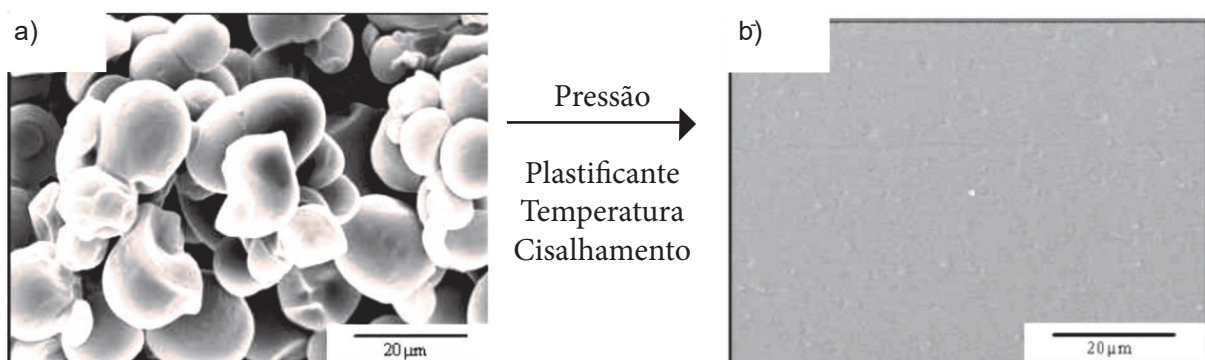 a)
20 µm
Pressão
Plastificante
Temperatura
Cisalhamento
b)
20 µm